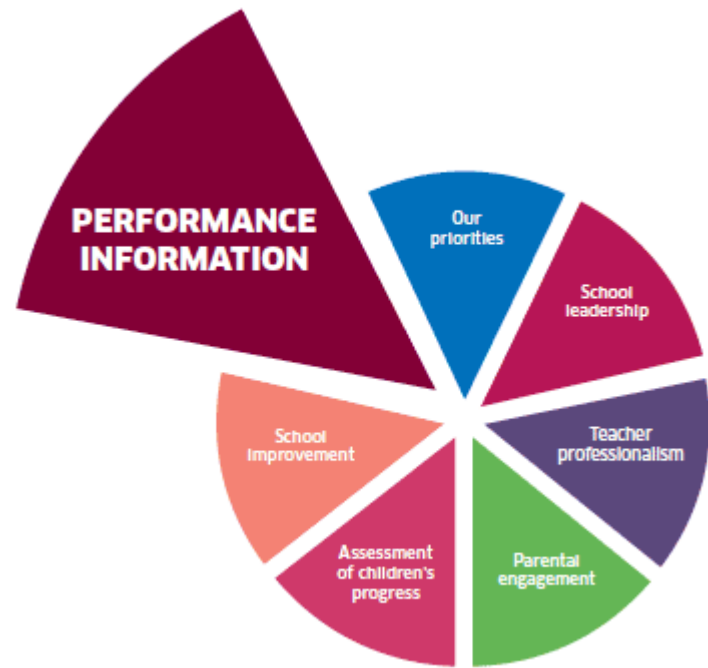 PERFORMANCE
INFORMATION
Our
priorities
School
leadership
Teacher
professionalism
Parental
engagement
Assessment
of children's
progress
School
improvement